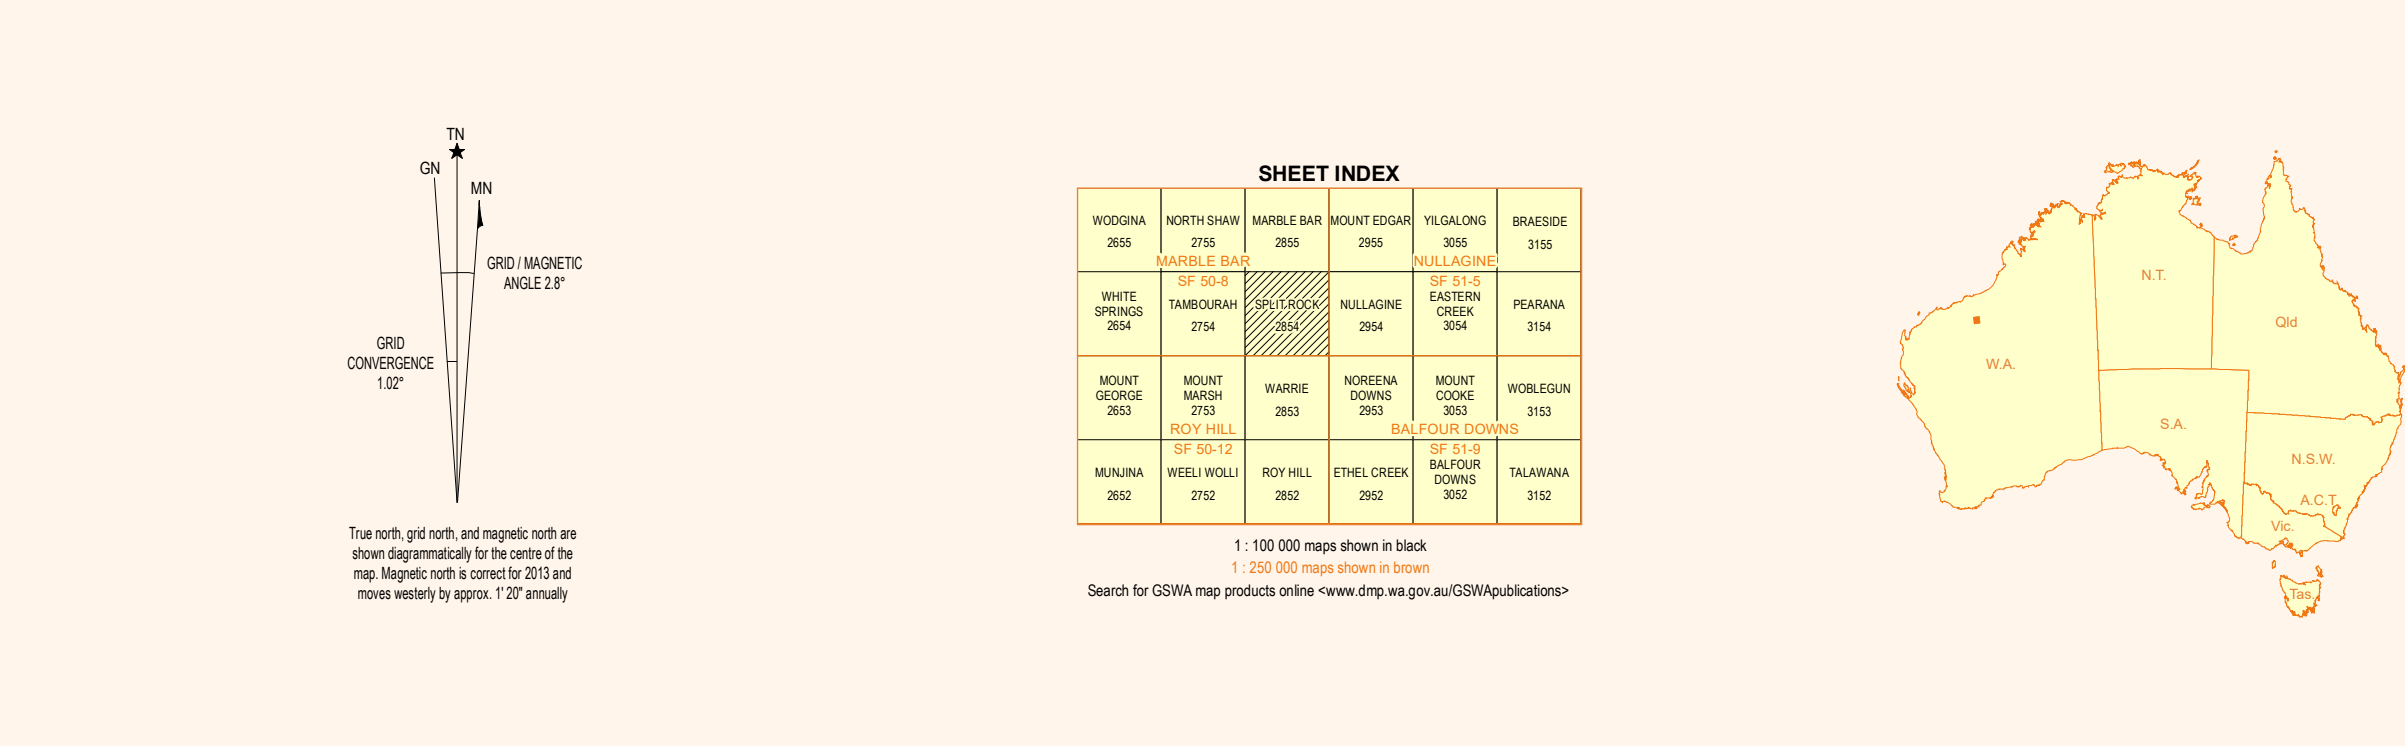 TN
GN
MN
GRID / MAGNETIC
ANGLE 2.8°
GRID
CONVERGENCE
1.02°
True north, grid north, and magnetic north are
shown diagrammatically for the centre of the
map. Magnetic north is correct for 2013 and
moves westerly by approx. 1' 20" annually
SHEET INDEX
WODGINA
2655
NORTH SHAW
2755
MARBLE BAR
2855
MOUNT EDGAR
2955
YILGALONG
3055
BRAESIDE
3155
MARBLE BAR
SF 50-8
NULLAGINE
SF 51-5
WHITE
SPRINGS
2654
TAMBOURAH
2754
SPLIT ROCK
2854
NULLAGINE
2954
EASTERN
CREEK
3054
PEARANA
3154
MOUNT
GEORGE
2653
MOUNT
MARSH
2753
WARRIE
2853
NOREENA
DOWNS
2953
MOUNT
COOKE
3053
WOBLEGUN
3153
ROY HILL
SF 50-12
BALFOUR DOWNS
SF 51-9
MUNJINA
2652
WEELI WOLLI
2752
ROY HILL
2852
ETHEL CREEK
2952
BALFOUR
DOWNS
3052
TALAWANA
3152
1 : 100 000 maps shown in black
1 : 250 000 maps shown in brown
Search for GSWA map products online <www.dmp.wa.gov.au/GSWApublications>
N.T.
Qld
W.A.
S.A.
N.S.W.
A.C.T.
Vic.
Tas.